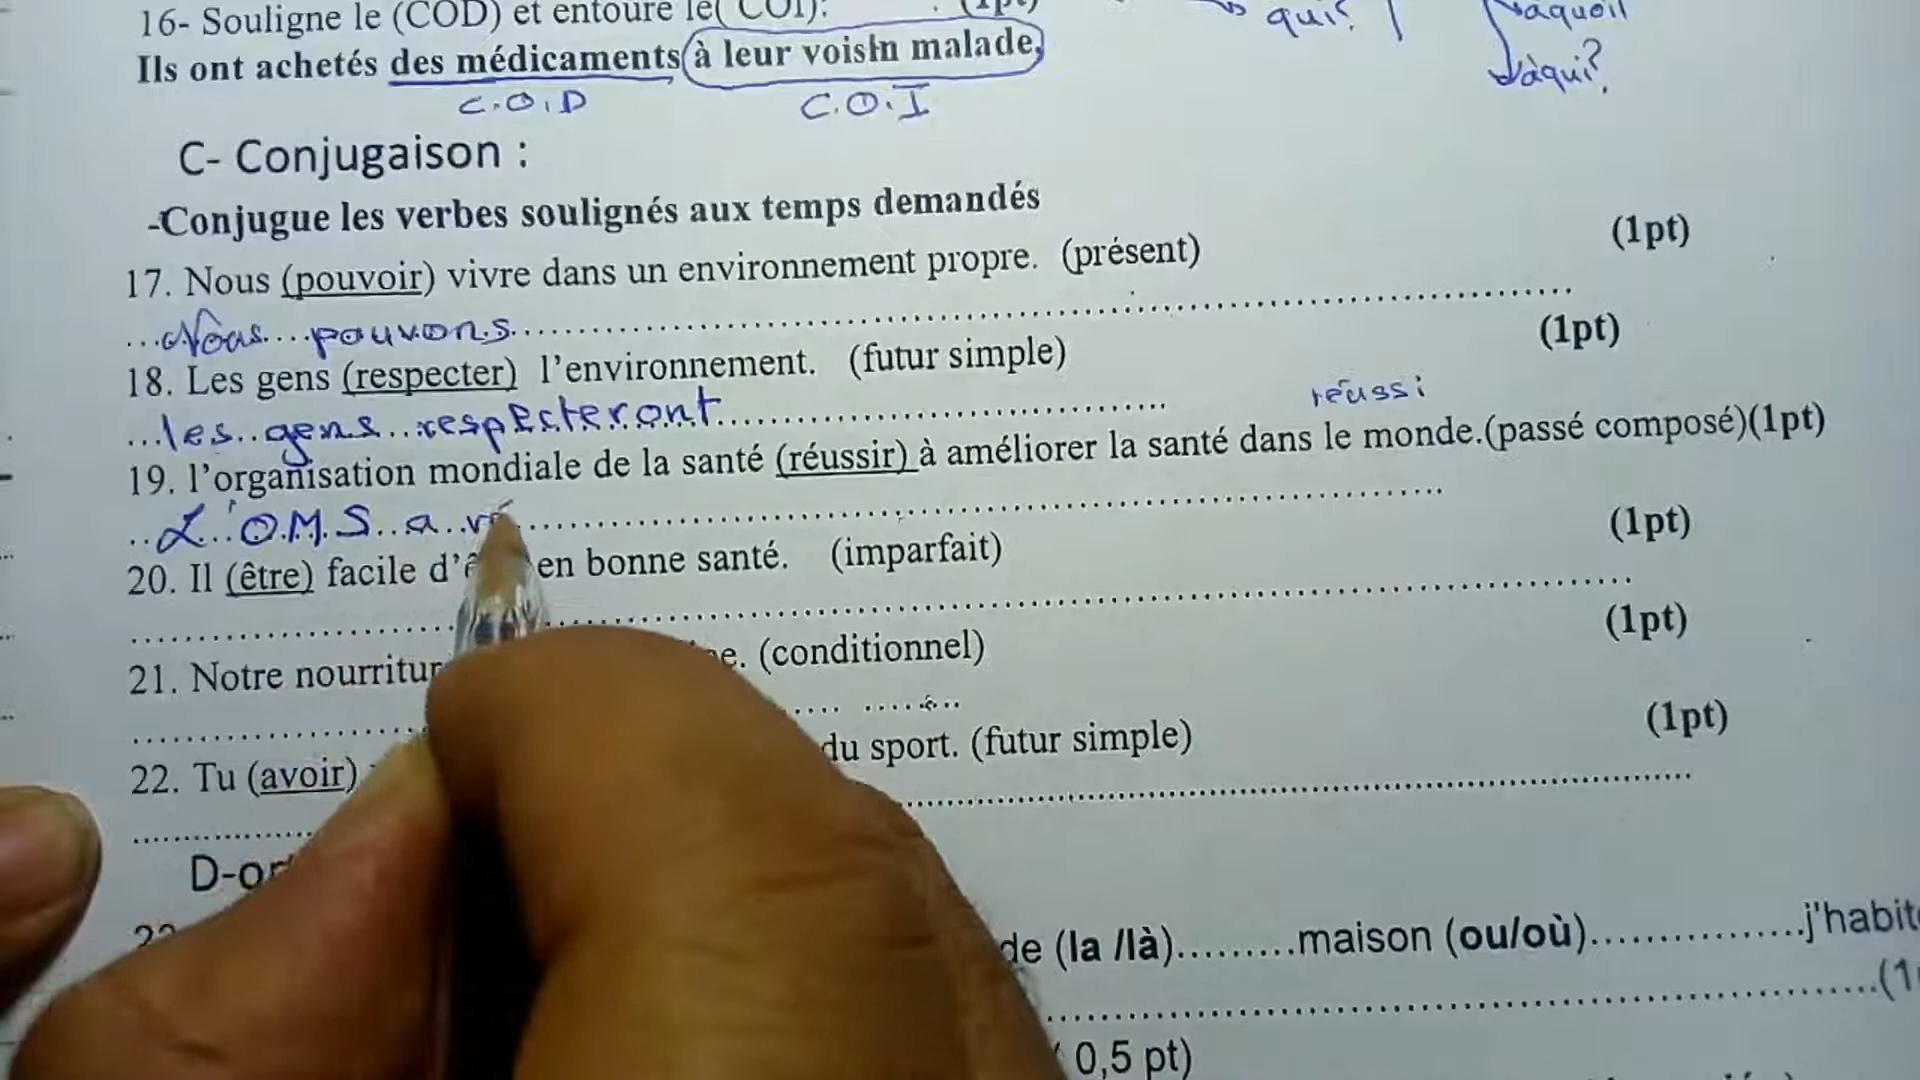 16- Souligne le (COD) et entoure le( COI): (1pt)
qui? àquoi
àqui?
Ils ont achetés des médicaments à leur voisin malade,
C.O.D C.O.I
C- Conjugaison :
-Conjugue les verbes soulignés aux temps demandés
17. Nous (pouvoir) vivre dans un environnement propre. (présent) (1pt)
...Nous....pouvons...
18. Les gens (respecter) l'environnement. (futur simple) (1pt)
...les..gens...respecteront...
réussi
19. l'organisation mondiale de la santé (réussir) à améliorer la santé dans le monde.(passé composé)(1pt)
..L'O.M.S...a..ré
20. Il (être) facile d' en bonne santé. (imparfait) (1pt)
21. Notre (conditionnel) (1pt)
22. Tu (avoir) du sport. (futur simple) (1pt)
de (la /là).........maison (ou/où)................j'habit
0,5 pt)